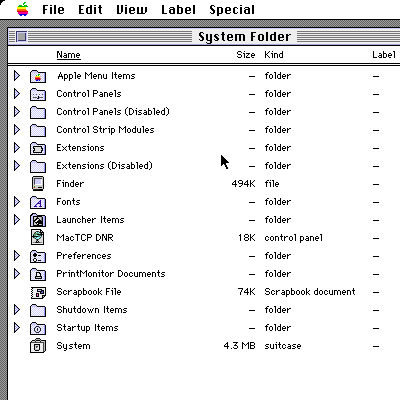 File Edit View Label Special
System Folder
Name Size Kind Label
Apple Menu Items – folder –
Control Panels – folder –
Control Panels (Disabled) – folder –
Control Strip Modules – folder –
Extensions – folder –
Extensions (Disabled) – folder –
Finder 494K file –
Fonts – folder –
Launcher Items – folder –
MacTCP DNR 18K control panel –
Preferences – folder –
PrintMonitor Documents – folder –
Scrapbook File 74K Scrapbook document –
Shutdown Items – folder –
Startup Items – folder –
System 4.3 MB suitcase –